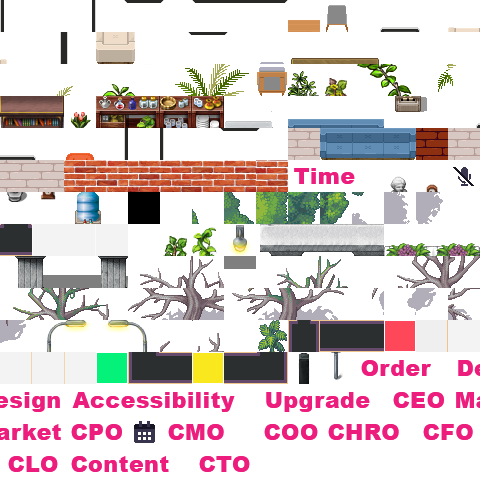 Time
Order De
esign Accessibility Upgrade CEO Ma
arket CPO CMO COO CHRO CFO
CLO Content CTO